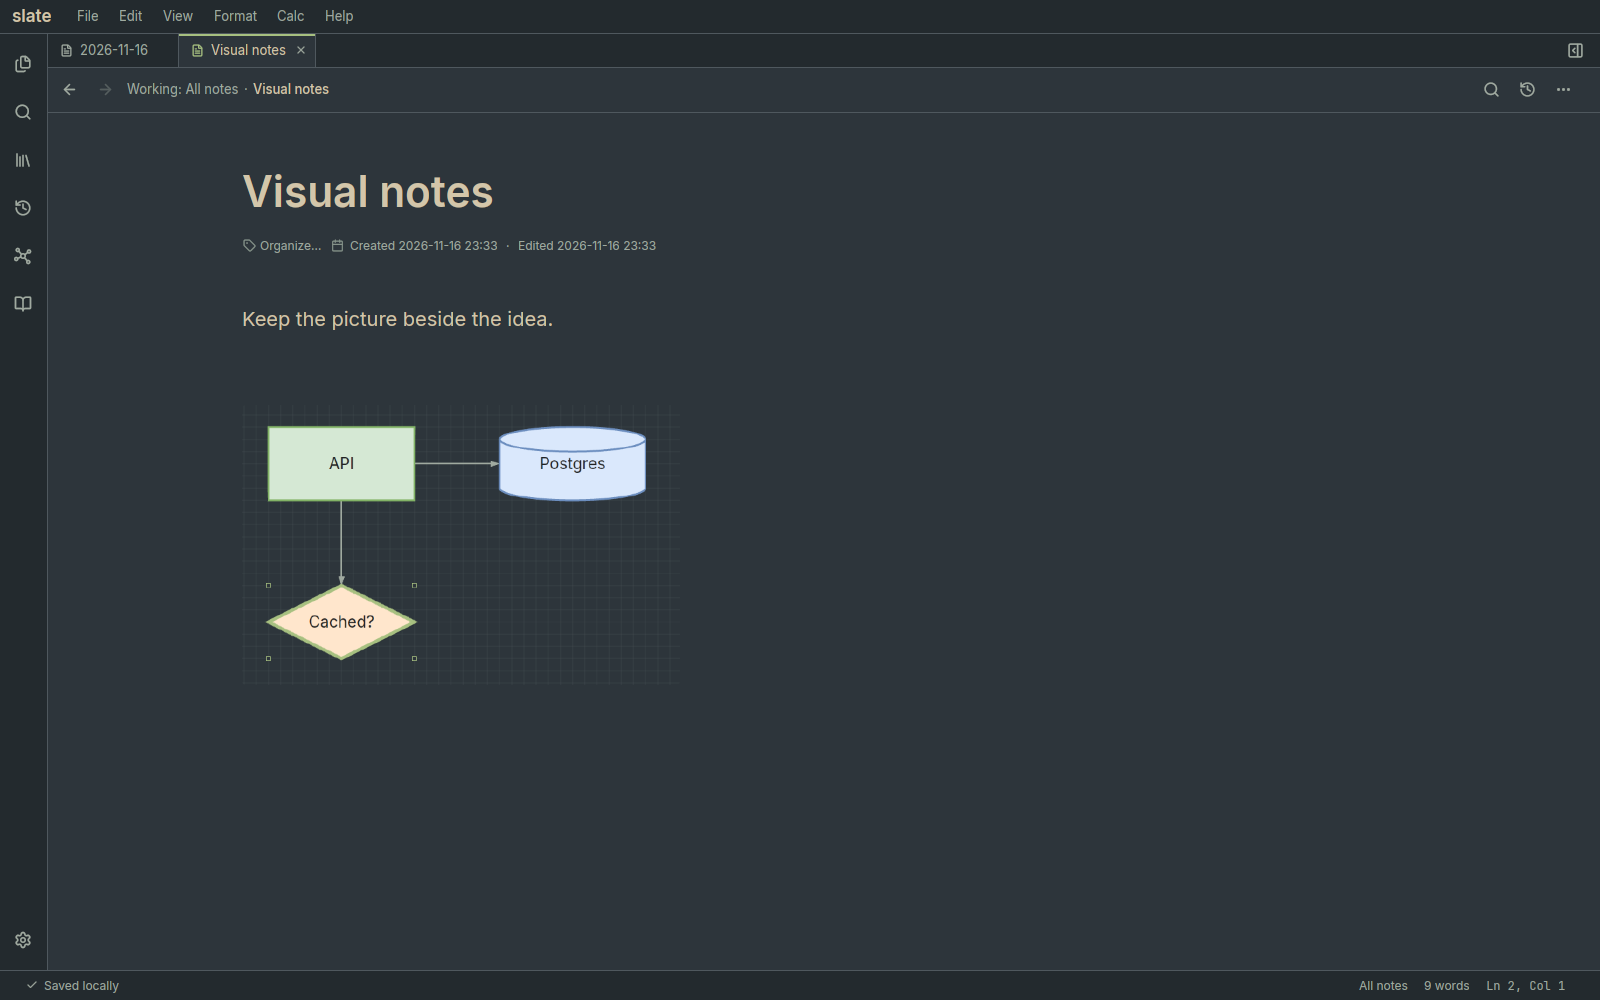 slate File Edit View Format Calc Help
2026-11-16 Visual notes
Working: All notes · Visual notes
Visual notes
Organize... Created 2026-11-16 23:33 · Edited 2026-11-16 23:33
Keep the picture beside the idea.
API
Postgres
Cached?
Saved locally All notes 9 words Ln 2, Col 1